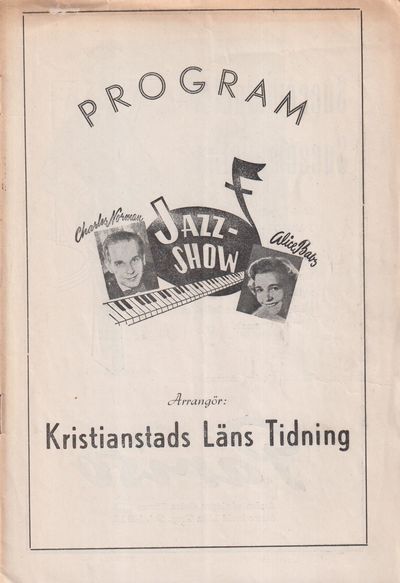 PROGRAM
Charles Norman
JAZZ-
SHOW
Alice Babs
Arrangör:
Kristianstads Läns Tidning